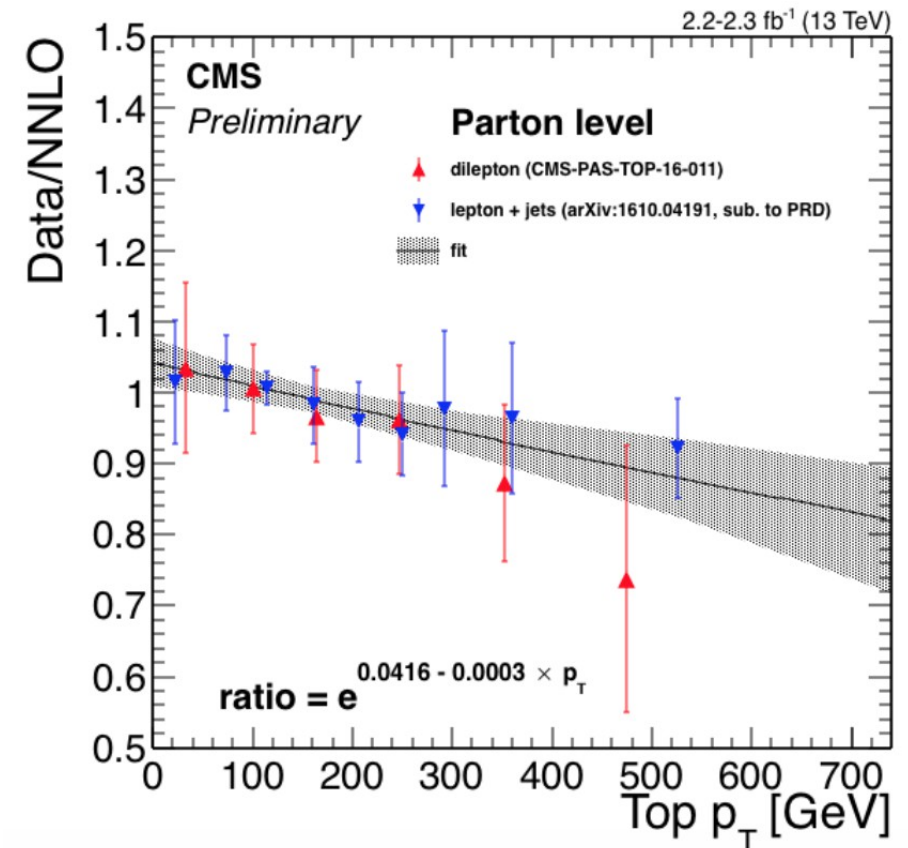 2.2-2.3 fb⁻¹ (13 TeV)
Data/NNLO
1.5
1.4
1.3
1.2
1.1
1
0.9
0.8
0.7
0.6
0.5
CMS
Preliminary
Parton level
dilepton (CMS-PAS-TOP-16-011)
lepton + jets (arXiv:1610.04191, sub. to PRD)
fit
ratio = e^0.0416 - 0.0003 × p_T
0 100 200 300 400 500 600 700
Top p_T [GeV]